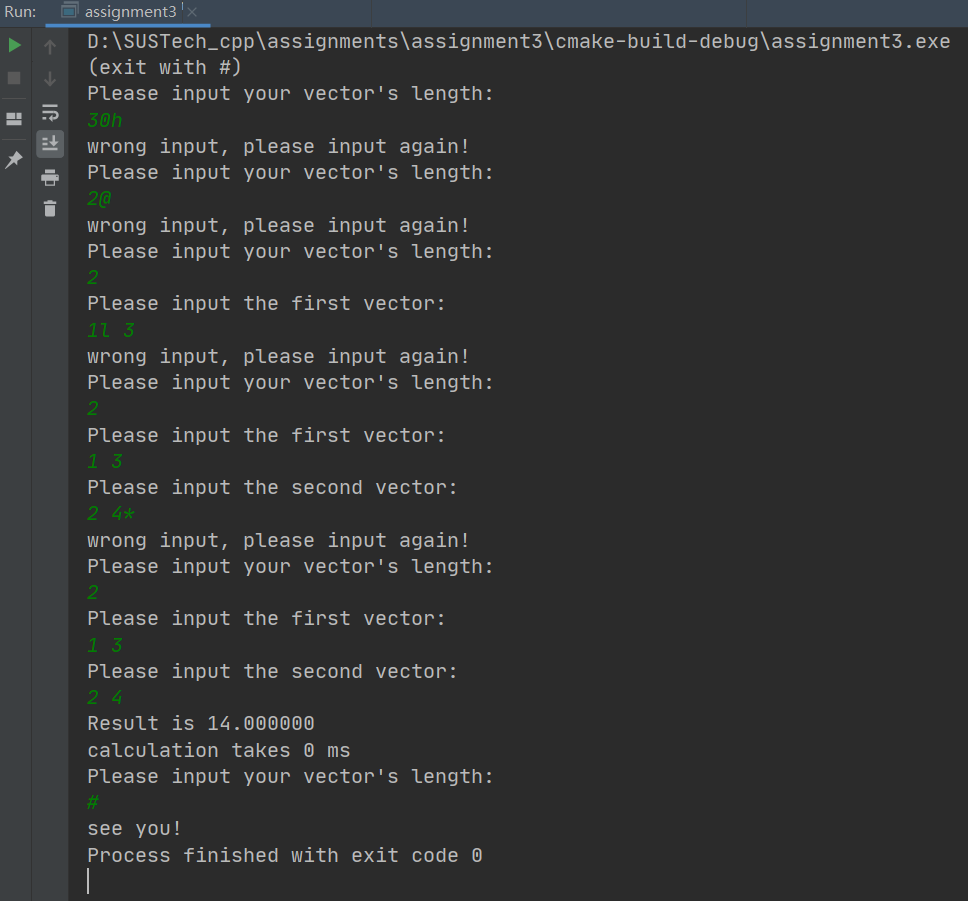 Run: assignment3
D:\SUSTech_cpp\assignments\assignment3\cmake-build-debug\assignment3.exe
(exit with #)
Please input your vector's length:
30h
wrong input, please input again!
Please input your vector's length:
2@
wrong input, please input again!
Please input your vector's length:
2
Please input the first vector:
1l 3
wrong input, please input again!
Please input your vector's length:
2
Please input the first vector:
1 3
Please input the second vector:
2 4*
wrong input, please input again!
Please input your vector's length:
2
Please input the first vector:
1 3
Please input the second vector:
2 4
Result is 14.000000
calculation takes 0 ms
Please input your vector's length:
#
see you!
Process finished with exit code 0